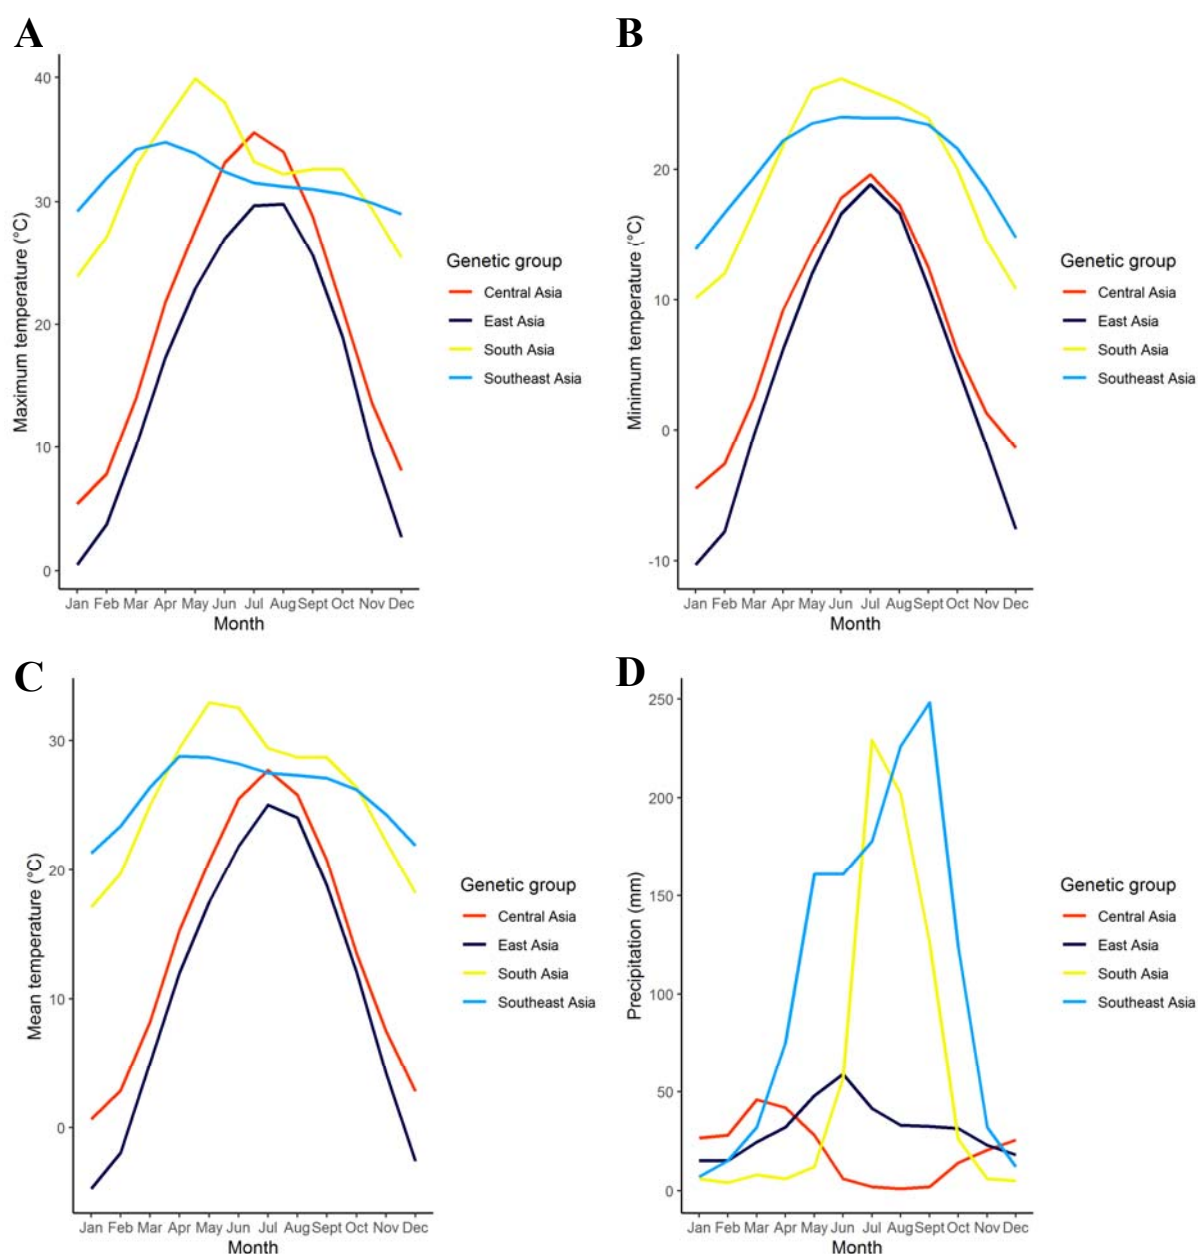 A
Maximum temperature (°C)
40
30
20
10
0
Jan Feb Mar Apr May Jun Jul Aug Sept Oct Nov Dec
Month
Genetic group
Central Asia
East Asia
South Asia
Southeast Asia
B
Minimum temperature (°C)
20
10
0
-10
Jan Feb Mar Apr May Jun Jul Aug Sept Oct Nov Dec
Month
Genetic group
Central Asia
East Asia
South Asia
Southeast Asia
C
Mean temperature (°C)
30
20
10
0
Jan Feb Mar Apr May Jun Jul Aug Sept Oct Nov Dec
Month
Genetic group
Central Asia
East Asia
South Asia
Southeast Asia
D
Precipitation (mm)
250
200
150
100
50
0
Jan Feb Mar Apr May Jun Jul Aug Sept Oct Nov Dec
Month
Genetic group
Central Asia
East Asia
South Asia
Southeast Asia